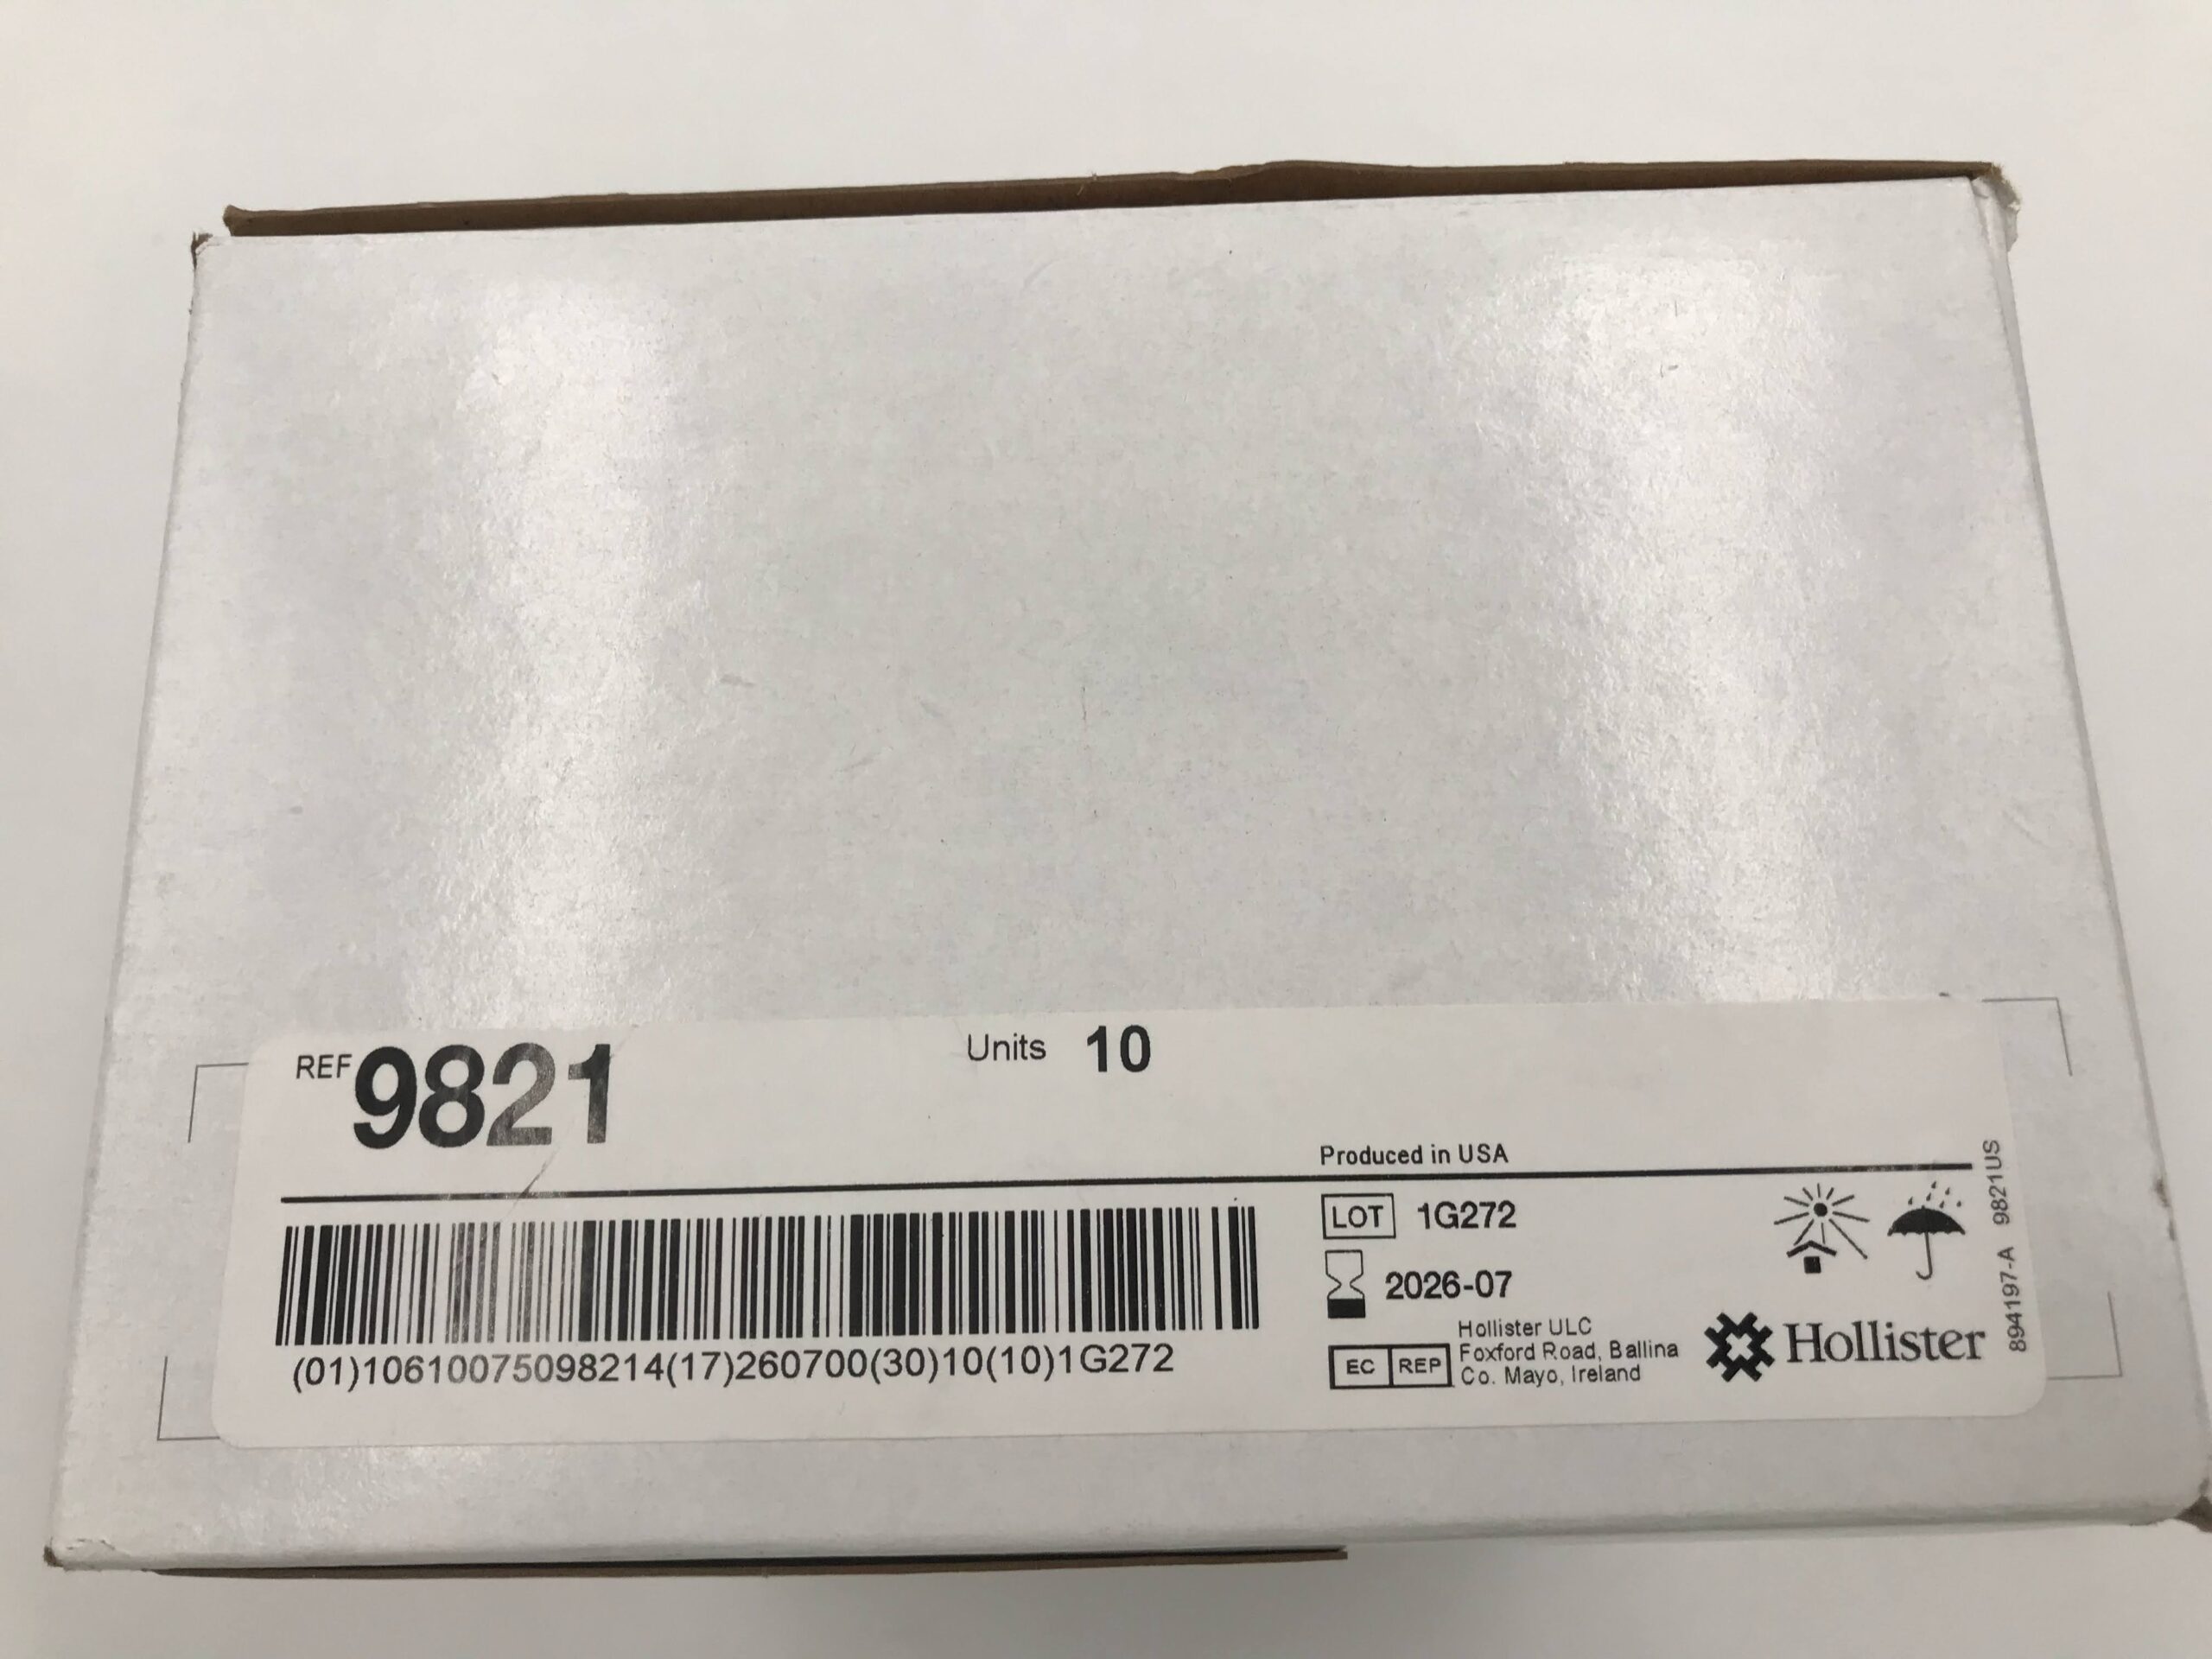 REF 9821
Units 10
Produced in USA
LOT 1G272
2026-07
EC REP
Hollister ULC
Foxford Road, Ballina
Co. Mayo, Ireland
Hollister
(01)10610075098214(17)260700(30)10(10)1G272
894197-A 9821US